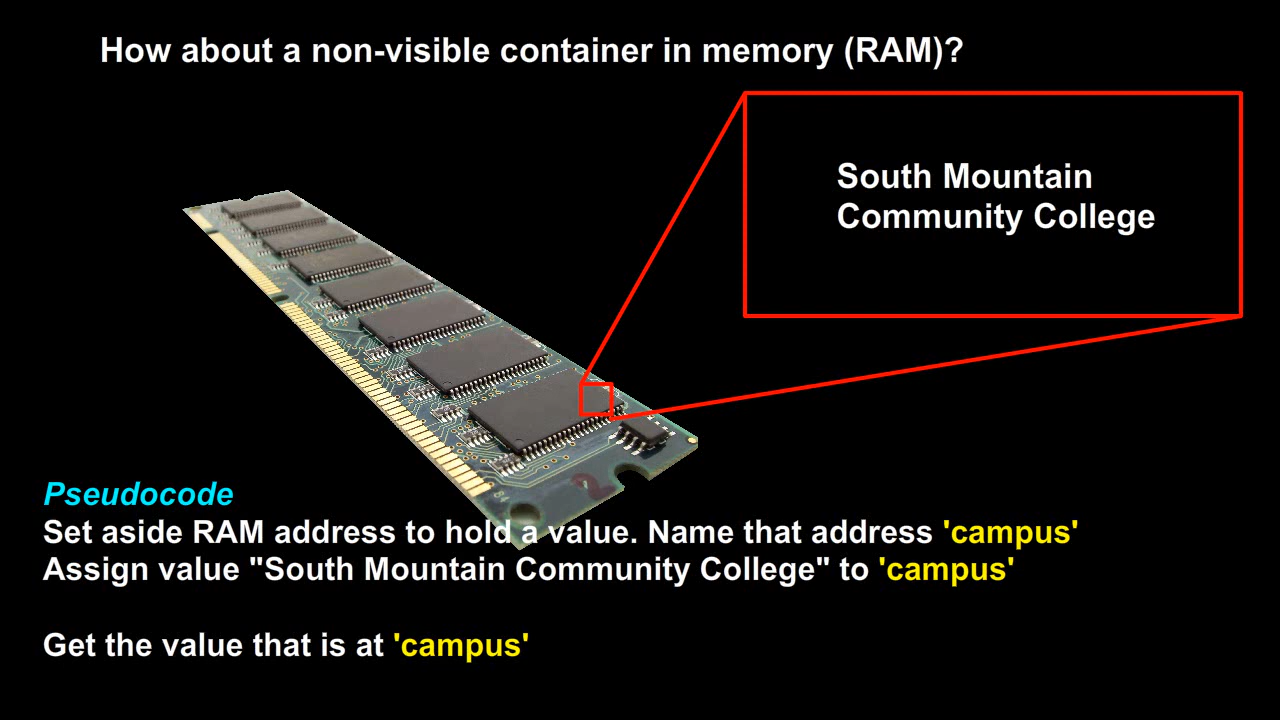 How about a non-visible container in memory (RAM)?
South Mountain
Community College
Pseudocode
Set aside RAM address to hold a value. Name that address 'campus'
Assign value "South Mountain Community College" to 'campus'
Get the value that is at 'campus'